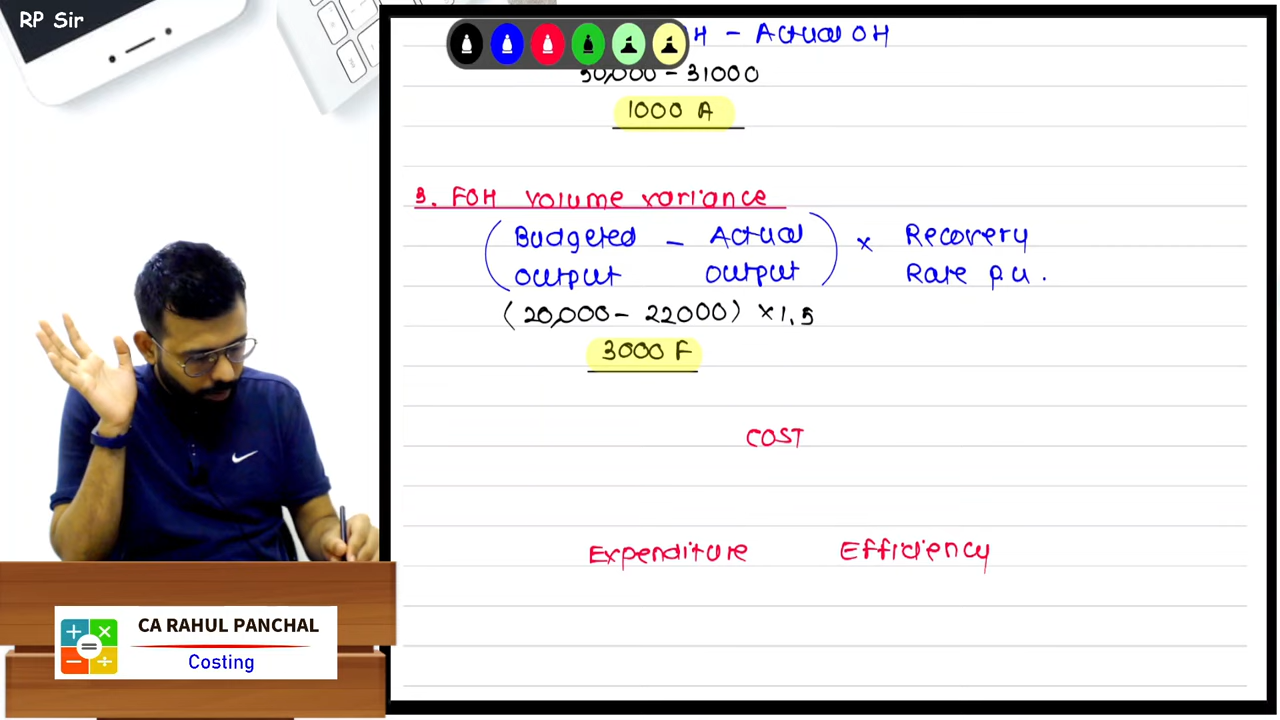 RP Sir
H - Actual OH
30,000 - 31000
1000 A
3. FOH volume variance
(Budgeted - Actual) × Recovery
output output Rate p.u.
(20,000 - 22000) × 1.5
3000 F
COST
Expenditure Efficiency
CA RAHUL PANCHAL
Costing